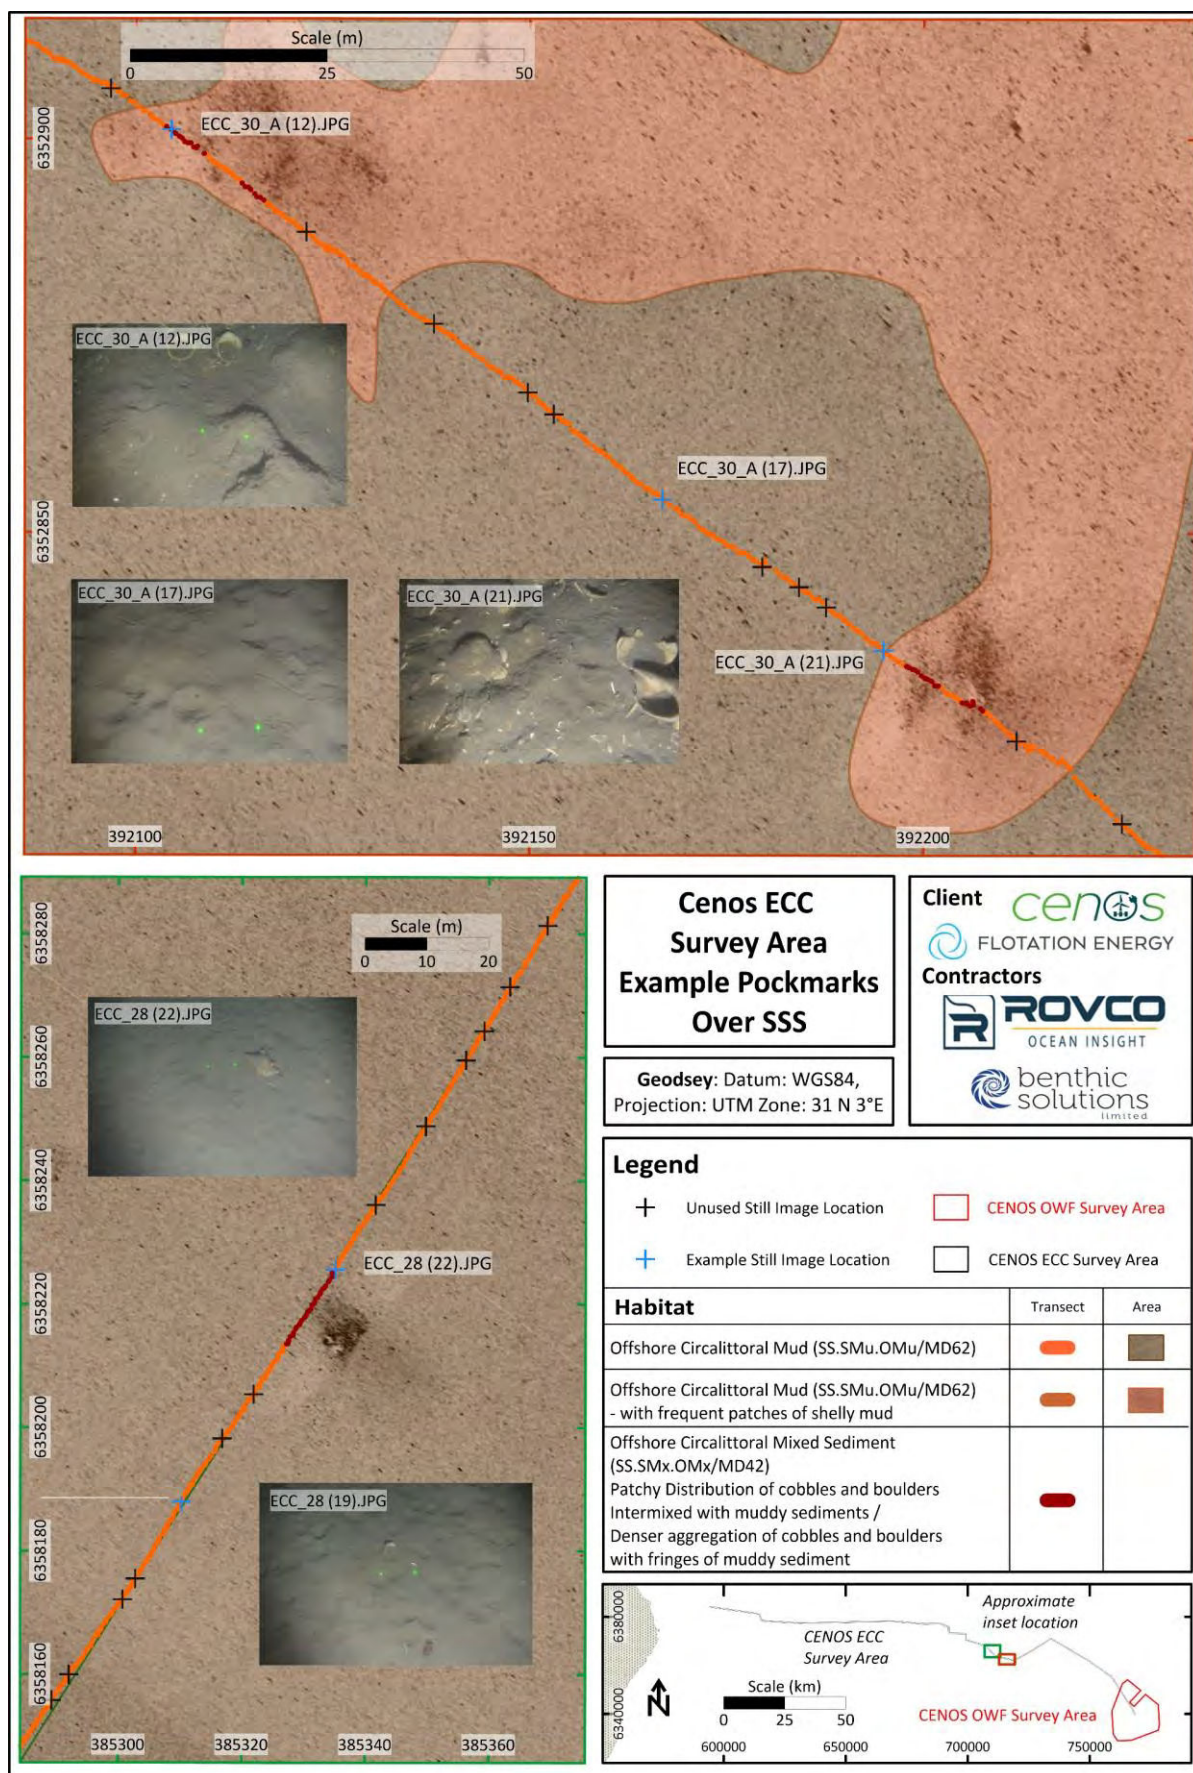 Scale (m)
0 25 50
6352900
ECC_30_A (12).JPG
ECC_30_A (12).JPG
ECC_30_A (17).JPG
6352850
ECC_30_A (17).JPG
ECC_30_A (21).JPG
ECC_30_A (21).JPG
392100 392150 392200
6358280
Scale (m)
0 10 20
6358260
ECC_28 (22).JPG
6358240
ECC_28 (22).JPG
6358220
6358200
ECC_28 (19).JPG
6358180
6358160
385300 385320 385340 385360
Cenos ECC
Survey Area
Example Pockmarks
Over SSS
Geodsey: Datum: WGS84,
Projection: UTM Zone: 31 N 3°E
Client
cenos
FLOTATION ENERGY
Contractors
R ROVCO
OCEAN INSIGHT
benthic
solutions
limited
Legend
Unused Still Image Location
CENOS OWF Survey Area
Example Still Image Location
CENOS ECC Survey Area
Habitat Transect Area
Offshore Circalittoral Mud (SS.SMu.OMu/MD62)
Offshore Circalittoral Mud (SS.SMu.OMu/MD62)
- with frequent patches of shelly mud
Offshore Circalittoral Mixed Sediment
(SS.SMx.OMx/MD42)
Patchy Distribution of cobbles and boulders
Intermixed with muddy sediments /
Denser aggregation of cobbles and boulders
with fringes of muddy sediment
6380000
Approximate
inset location
CENOS ECC
Survey Area
N
Scale (km)
0 25 50
CENOS OWF Survey Area
6340000
600000 650000 700000 750000